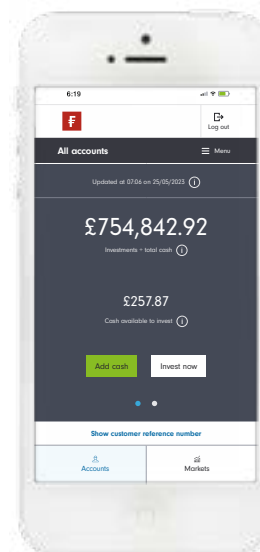 6:19
Log out
All accounts
Menu
Updated at 07:06 on 25/05/2023
£754,842.92
Investments + total cash
£257.87
Cash available to invest
Add cash Invest now
Show customer reference number
Accounts Markets